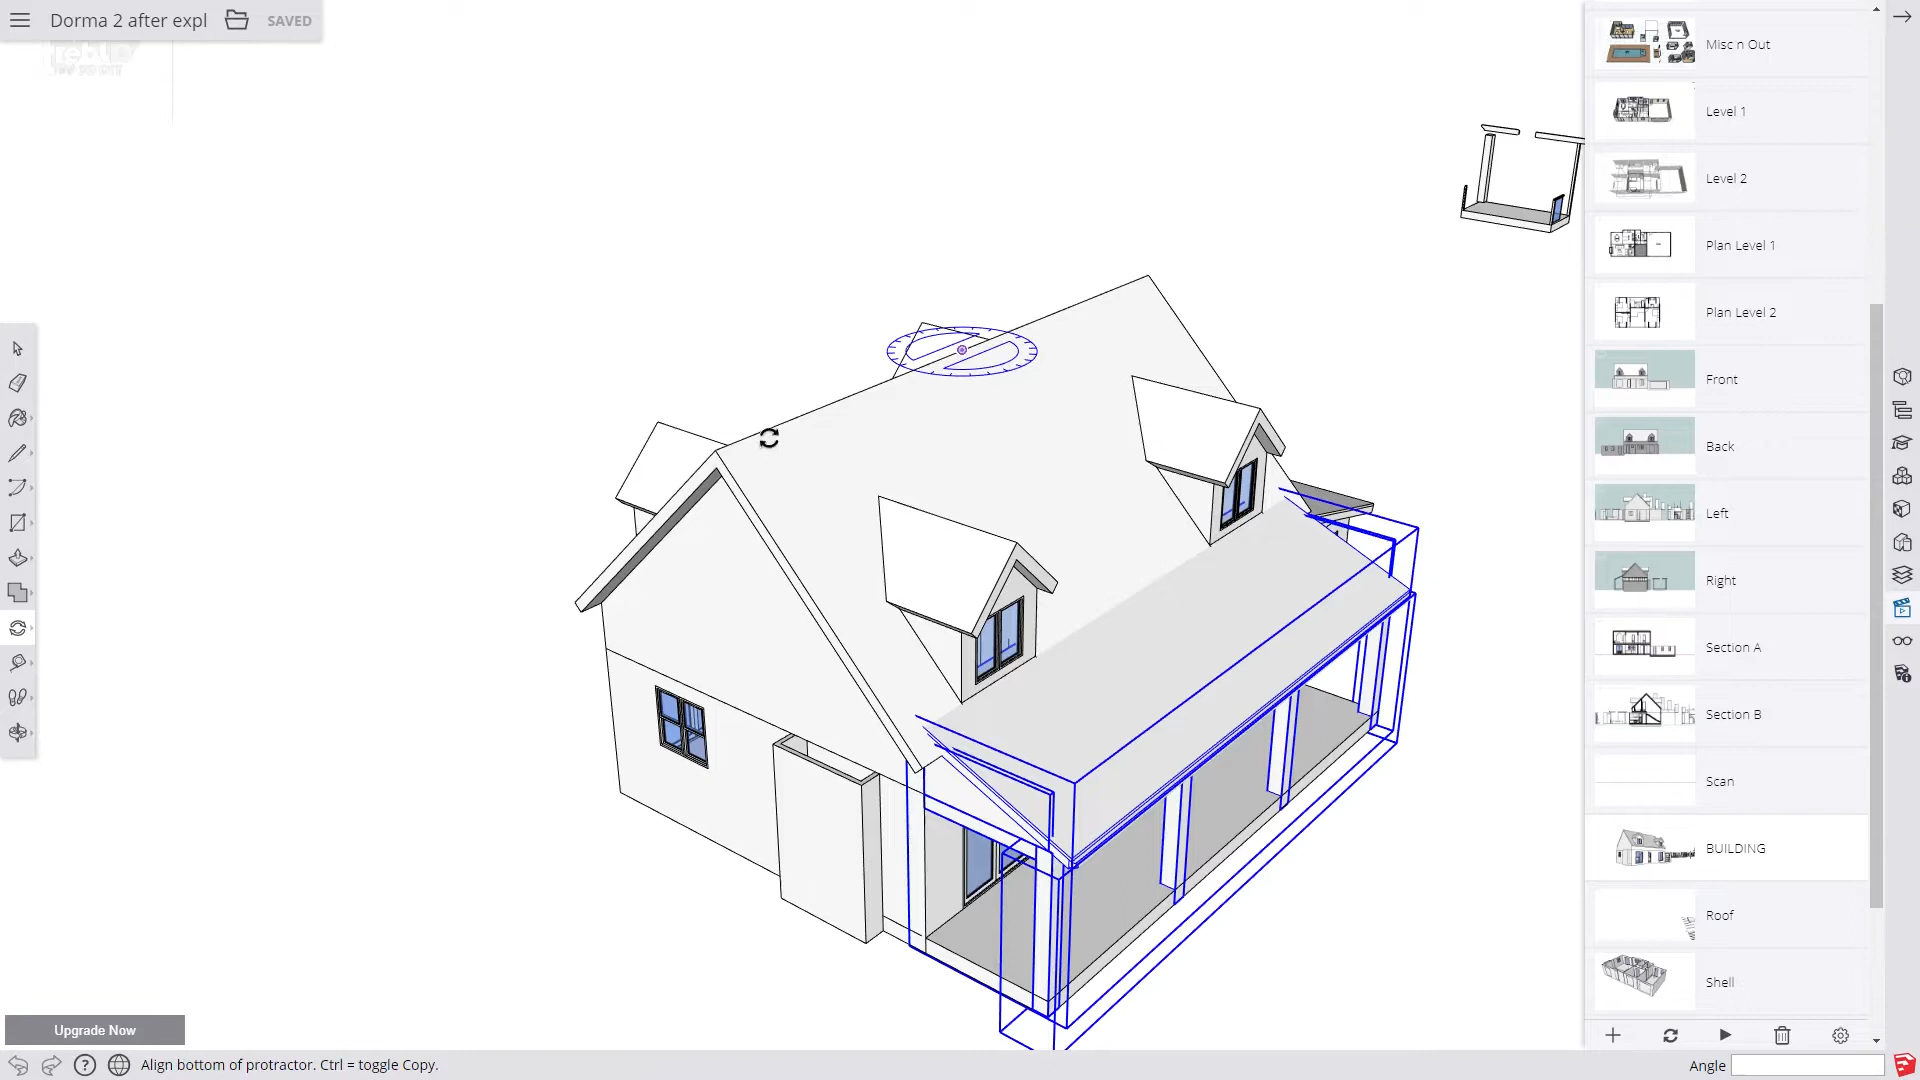 Dorma 2 after expl
SAVED
Misc n Out
Level 1
Level 2
Plan Level 1
Plan Level 2
Front
Back
Left
Right
Section A
Section B
Scan
BUILDING
Roof
Shell
Upgrade Now
Align bottom of protractor. Ctrl = toggle Copy.
Angle